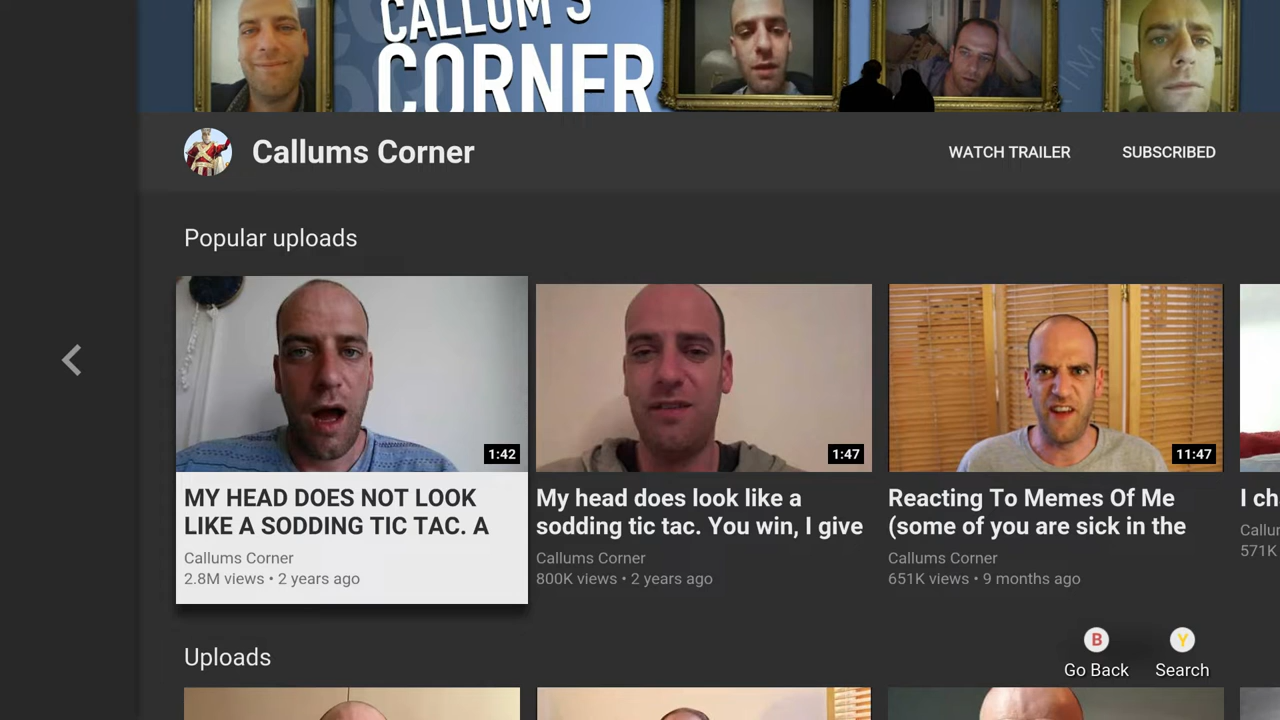 CALLUM'S
CORNER
Callums Corner
WATCH TRAILER
SUBSCRIBED
Popular uploads
1:42
1:47
11:47
MY HEAD DOES NOT LOOK
LIKE A SODDING TIC TAC. A
Callums Corner
2.8M views • 2 years ago
My head does look like a
sodding tic tac. You win, I give
Callums Corner
800K views • 2 years ago
Reacting To Memes Of Me
(some of you are sick in the
Callums Corner
651K views • 9 months ago
I ch
Callu
571K
Uploads
B
Go Back
Y
Search